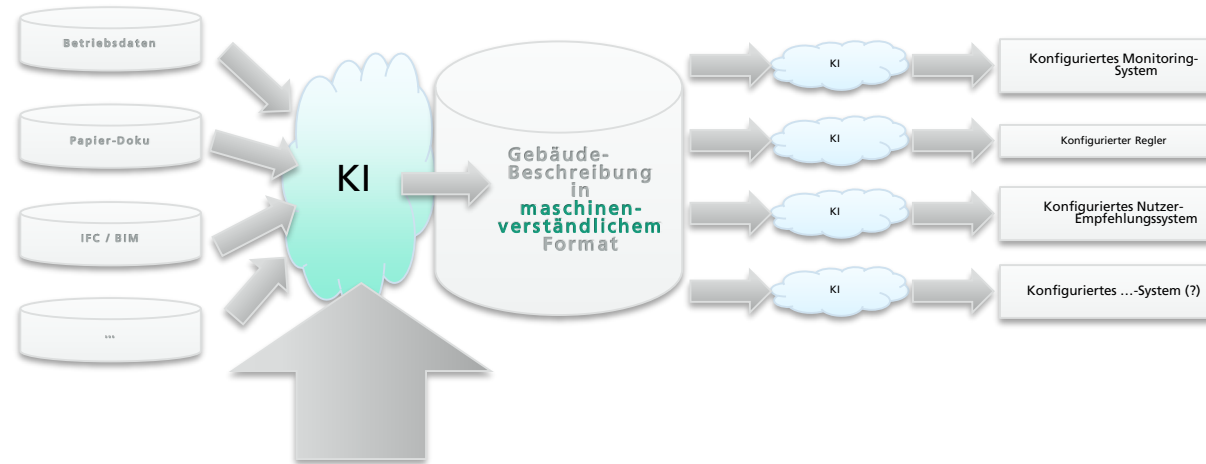 Betriebsdaten
Papier-Doku
IFC / BIM
...
KI
Gebäude-
Beschreibung
in
maschinen-
verständlichem
Format
KI
Konfiguriertes Monitoring-
System
KI
Konfigurierter Regler
KI
Konfiguriertes Nutzer-
Empfehlungssystem
KI
Konfiguriertes ...-System (?)